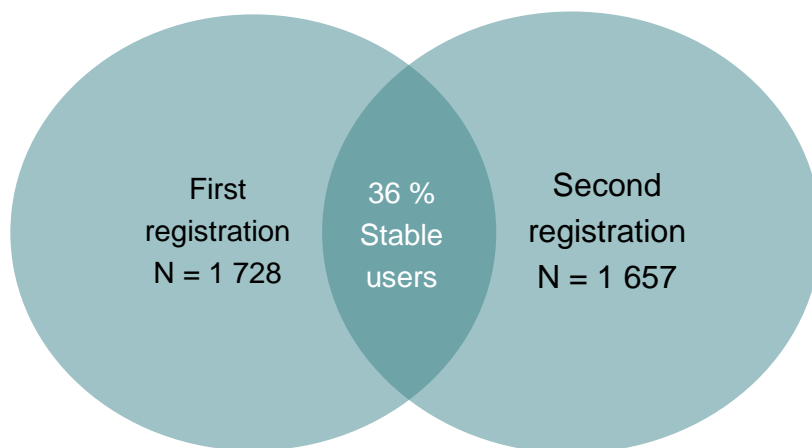 First
registration
N = 1 728
36 %
Stable
users
Second
registration
N = 1 657